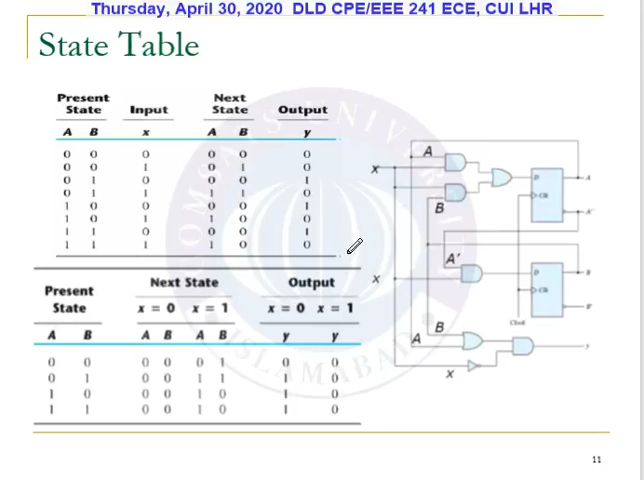 Thursday, April 30, 2020 DLD CPE/EEE 241 ECE, CUI LHR
State Table
Present State Input Next State Output
A B x A B y
0 0 0 0 0 0
0 0 1 0 1 0
0 1 0 0 0 1
0 1 1 1 1 0
1 0 0 0 0 1
1 0 1 1 0 0
1 1 0 0 0 1
1 1 1 1 0 0
Present State Next State Output
x = 0 x = 1 x = 0 x = 1
A B A B A B y y
0 0 0 0 0 1 0 0
0 1 0 0 1 1 1 0
1 0 0 0 1 0 1 0
1 1 0 0 1 0 1 0
A
x
D A
Clk
B A'
A'
x
D B
Clk
B'
Clock
B
A
y
x
COMSATS UNIVERSITY
ISLAMABAD
11